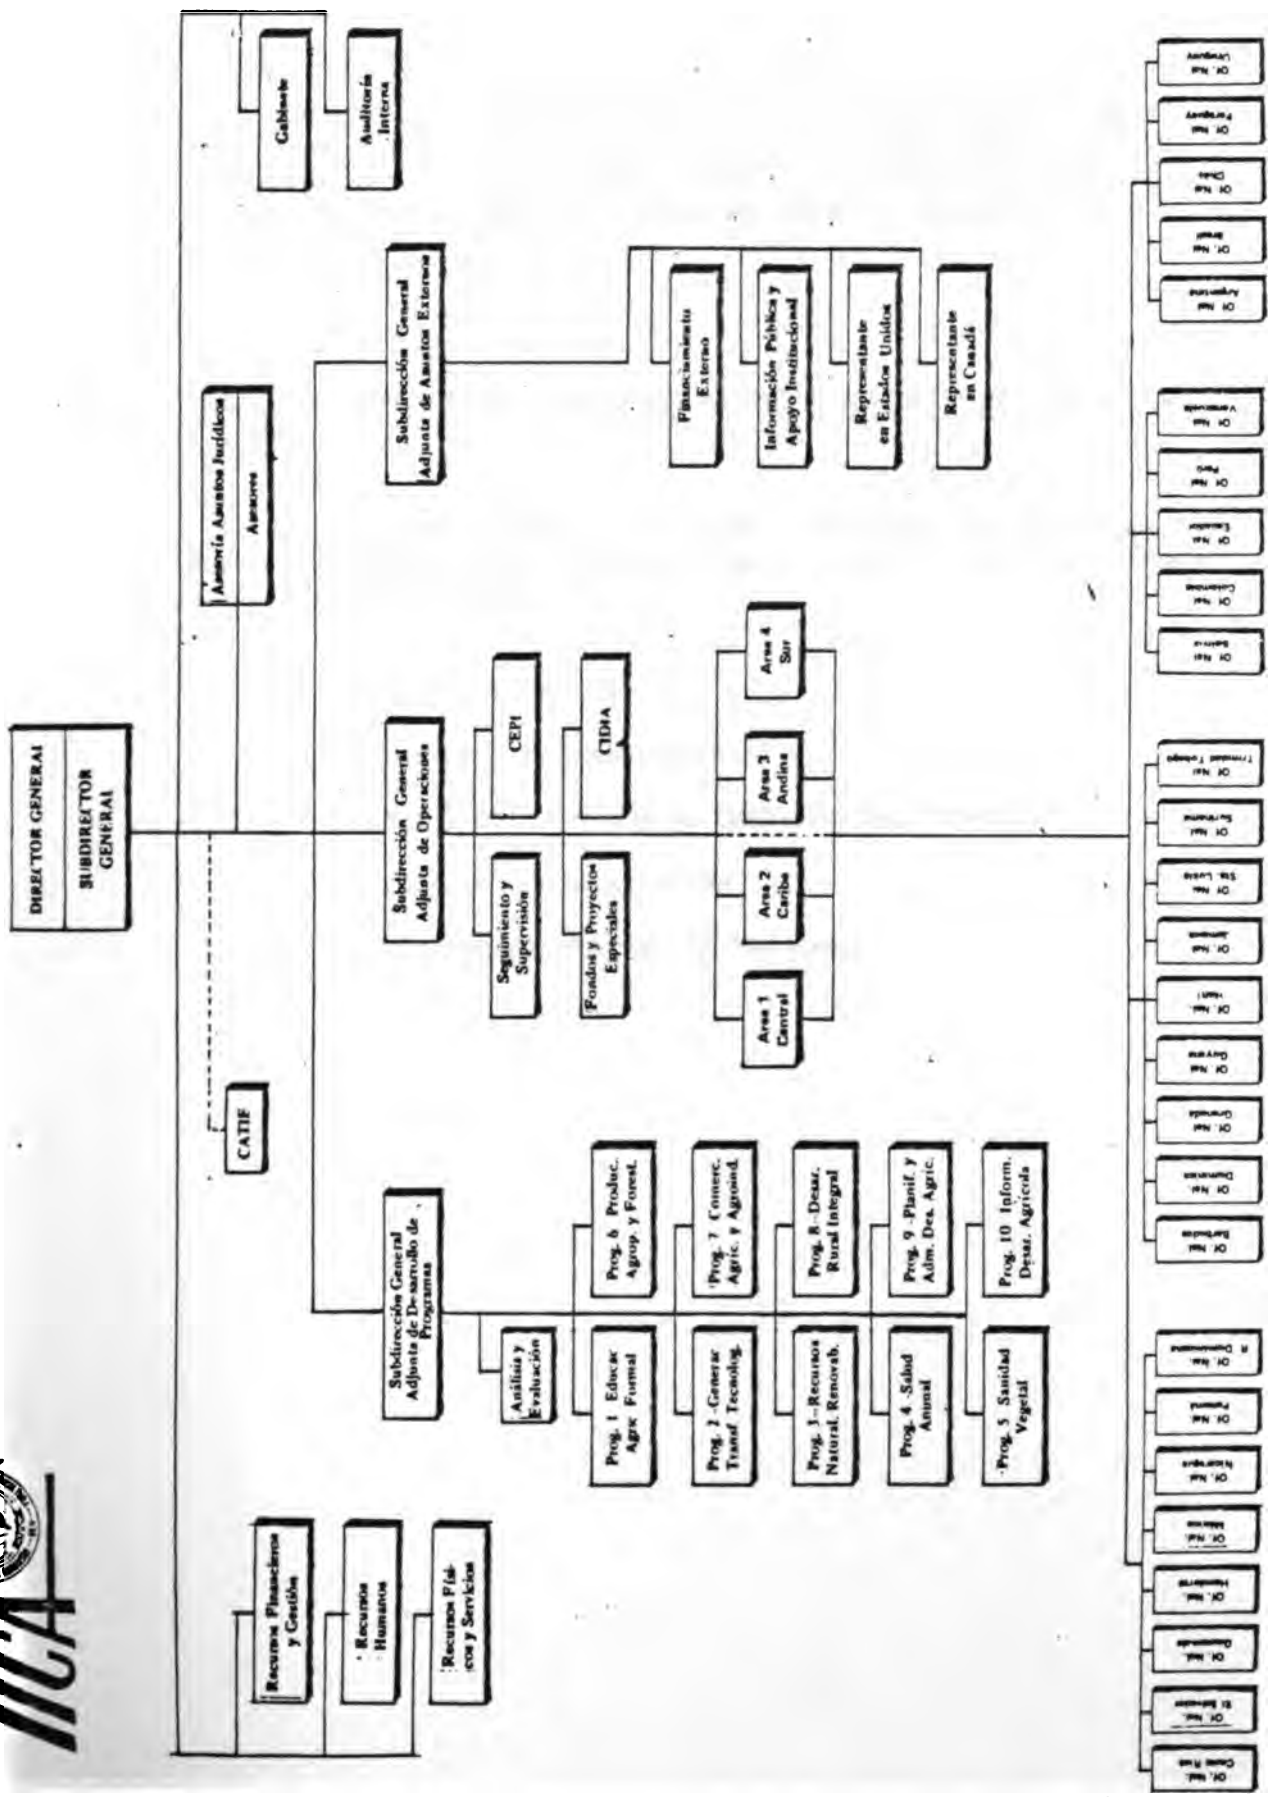 IICA
DIRECTOR GENERAL
SUBDIRECTOR
GENERAL
Asesoría Asuntos Jurídicos
Asesores
Gabinete
Auditoría
Interna
CATIE
Recursos Financieros
y Gestión
Recursos
Humanos
Recursos Físi-
cos y Servicios
Subdirección General
Adjunta de Desarrollo de
Programas
Subdirección General
Adjunta de Operaciones
Subdirección General
Adjunta de Asuntos Externos
Análisis y
Evaluación
Prog. 1 Educac
Agríc Formal
Prog. 6 Produc.
Agrop. y Forest.
Prog. 2 -Generac
Transf. Tecnolog.
Prog. 7 Comerc.
Agríc. y Agroind.
Prog. 3--Recursos
Natural. Renovab.
Prog. 8--Desar.
Rural Integral
Prog. 4 -Salud
Animal
Prog. 9 -Planif. y
Adm. Des. Agríc.
Prog. 5 Sanidad
Vegetal
Prog. 10 Inform.
Desar. Agrícola
Seguimiento y
Supervisión
CEPI
Fondos y Proyectos
Especiales
CIDIA
Area 1
Central
Area 2
Caribe
Area 3
Andina
Area 4
Sur
Financiamiento
Externo
Información Pública y
Apoyo Institucional
Representante
en Estados Unidos
Representante
en Canadá
Of. Nal.
Costa Rica
Of. Nal.
El Salvador
Of. Nal.
Guatemala
Of. Nal.
Honduras
Of. Nal.
México
Of. Nal.
Nicaragua
Of. Nal.
Panamá
Of. Nal.
R. Dominicana
Of. Nal
Barbados
Of. Nal.
Dominica
Of. Nal.
Grenada
Of. Nal
Guyana
Of. Nal.
Haití
Of. Nal.
Jamaica
Of. Nal
Sta. Lucía
Of. Nal.
Suriname
Of. Nal
Trinidad Tobago
Of. Nal
Bolivia
Of. Nal
Colombia
Of. Nal
Ecuador
Of. Nal
Perú
Of. Nal
Venezuela
Of. Nal
Argentina
Of. Nal
Brasil
Of. Nal
Chile
Of. Nal
Paraguay
Of. Nal
Uruguay